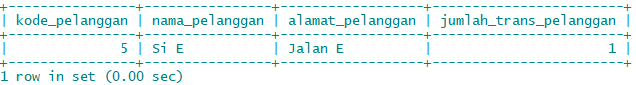 +----------------+----------------+------------------+------------------------+
| kode_pelanggan | nama_pelanggan | alamat_pelanggan | jumlah_trans_pelanggan |
+----------------+----------------+------------------+------------------------+
| 5 | Si E | Jalan E | 1 |
+----------------+----------------+------------------+------------------------+
1 row in set (0.00 sec)